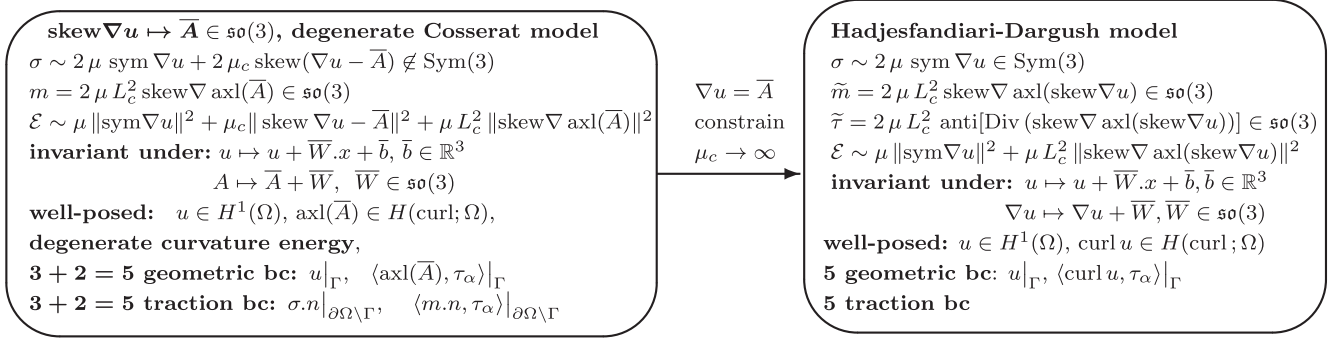 skew∇u ↦ A̅ ∈ 𝔰𝔬(3), degenerate Cosserat model
σ ∼ 2 μ sym ∇u + 2 μ_c skew(∇u − A̅) ∉ Sym(3)
m = 2 μ L_c^2 skew∇ axl(A̅) ∈ 𝔰𝔬(3)
ℰ ∼ μ ‖sym∇u‖^2 + μ_c‖ skew ∇u − A̅‖^2 + μ L_c^2 ‖skew∇ axl(A̅)‖^2
invariant under: u ↦ u + W̅.x + b̅, b̅ ∈ ℝ^3
A ↦ A̅ + W̅, W̅ ∈ 𝔰𝔬(3)
well-posed: u ∈ H^1(Ω), axl(A̅) ∈ H(curl; Ω),
degenerate curvature energy,
3 + 2 = 5 geometric bc: u|_Γ, ⟨axl(A̅), τ_α⟩|_Γ
3 + 2 = 5 traction bc: σ.n|_{∂Ω\Γ}, ⟨m.n, τ_α⟩|_{∂Ω\Γ}
∇u = A̅
constrain
μ_c → ∞
Hadjesfandiari-Dargush model
σ ∼ 2 μ sym ∇u ∈ Sym(3)
m̃ = 2 μ L_c^2 skew∇ axl(skew∇u) ∈ 𝔰𝔬(3)
τ̃ = 2 μ L_c^2 anti[Div (skew∇ axl(skew∇u))] ∈ 𝔰𝔬(3)
ℰ ∼ μ ‖sym∇u‖^2 + μ L_c^2 ‖skew∇ axl(skew∇u)‖^2
invariant under: u ↦ u + W̅.x + b̅, b̅ ∈ ℝ^3
∇u ↦ ∇u + W̅, W̅ ∈ 𝔰𝔬(3)
well-posed: u ∈ H^1(Ω), curl u ∈ H(curl ; Ω)
5 geometric bc: u|_Γ, ⟨curl u, τ_α⟩|_Γ
5 traction bc